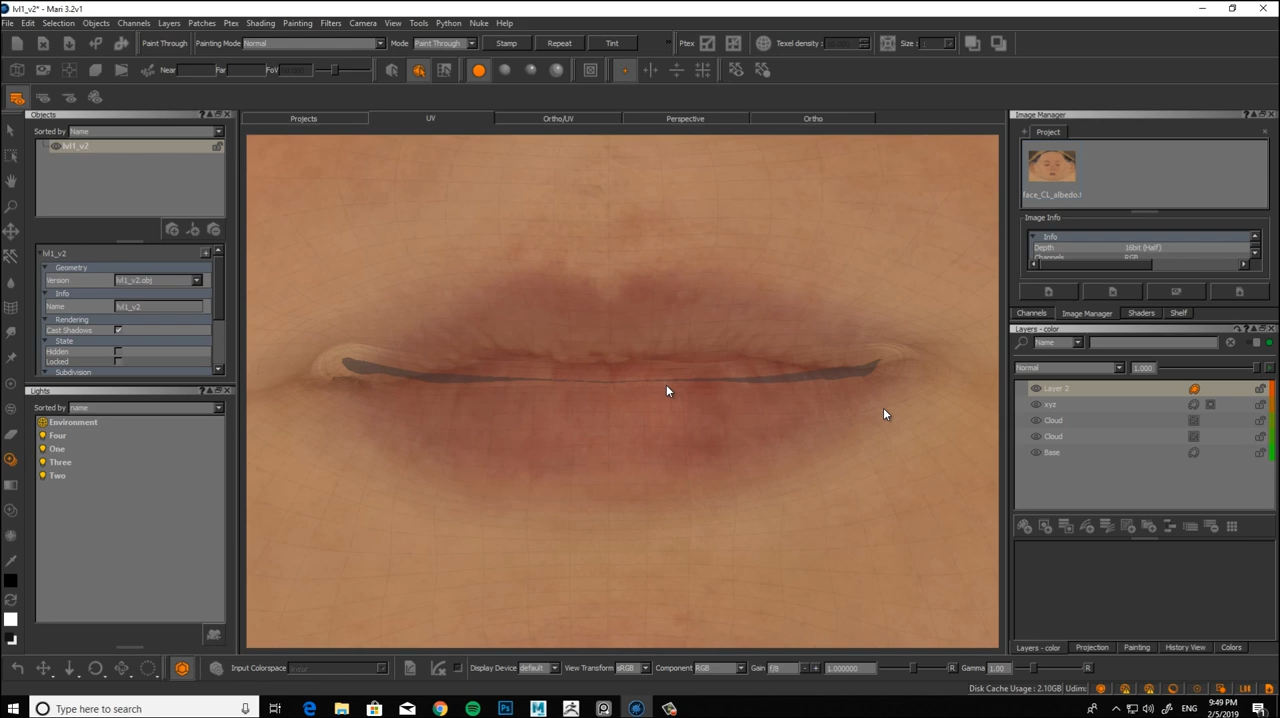 lvl1_v2* - Mari 3.2v1
File Edit Selection Objects Channels Layers Patches Ptex Shading Painting Filters Camera View Tools Python Nuke Help
Paint Through Painting Mode Normal Mode Paint Through Stamp Repeat Tint Ptex Texel density: Size :
Near Far FoV
Objects
Sorted by Name
lvl1_v2
lvl1_v2
Geometry
Version lvl1_v2.obj
Info
Name lvl1_v2
Rendering
Cast Shadows
State
Hidden
Locked
Subdivision
Lights
Sorted by name
Environment
Four
One
Three
Two
Projects UV Ortho/UV Perspective Ortho
Image Manager
Project
face_CL_albedo.t
Image Info
Info
Depth 16bit (Half)
Channels RGB
Channels Image Manager Shaders Shelf
Layers - color
Name
Normal 1.000
Layer 2
xyz
Cloud
Cloud
Base
Layers - color Projection Painting History View Colors
Input Colorspace Display Device default View Transform sRGB Component RGB Gain f/8 1.000000 R Gamma 1.00 R
Disk Cache Usage : 2.10GB Udim:
Type here to search
9:49 PM
2/5/2019